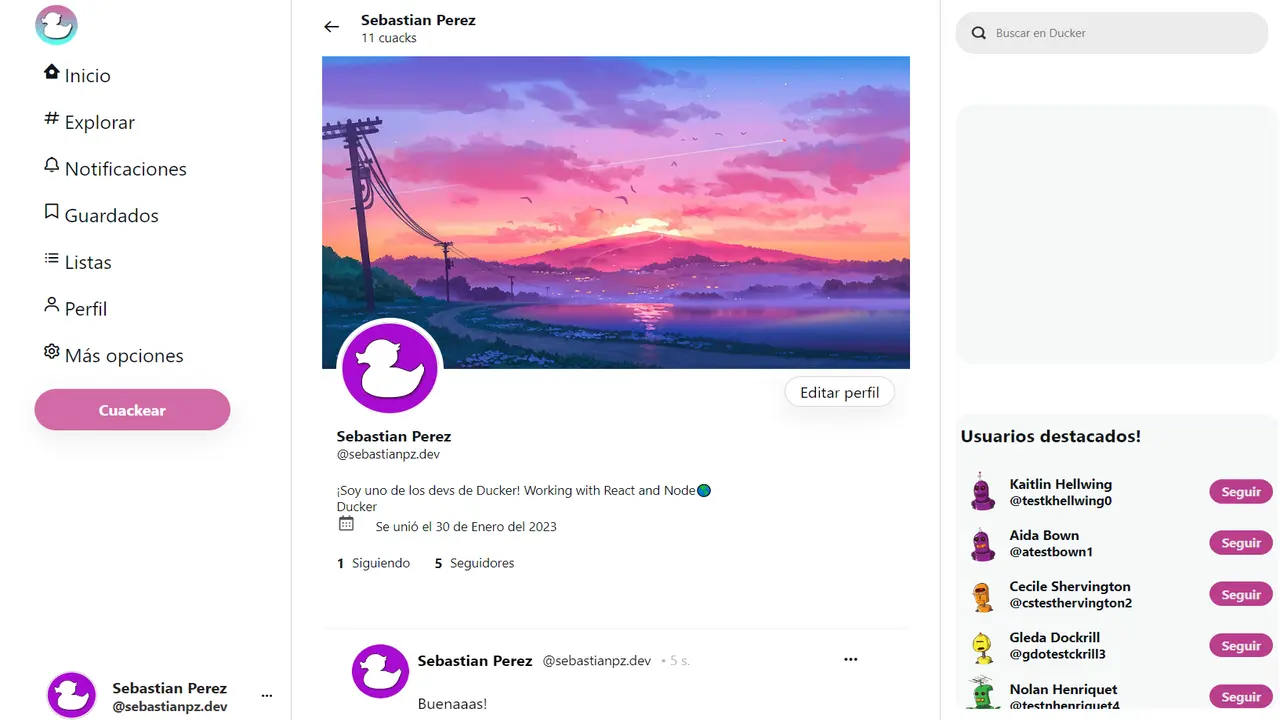 Inicio
Explorar
Notificaciones
Guardados
Listas
Perfil
Más opciones
Cuackear
Sebastian Perez
@sebastianpz.dev
...
Sebastian Perez
11 cuacks
Editar perfil
Sebastian Perez
@sebastianpz.dev
¡Soy uno de los devs de Ducker! Working with React and Node
Ducker
Se unió el 30 de Enero del 2023
1 Siguiendo 5 Seguidores
Sebastian Perez @sebastianpz.dev • 5 s. ...
Buenaaas!
Buscar en Ducker
Usuarios destacados!
Kaitlin Hellwing
@testkhellwing0
Seguir
Aida Bown
@atestbown1
Seguir
Cecile Shervington
@cstesthervington2
Seguir
Gleda Dockrill
@gdotestckrill3
Seguir
Nolan Henriquet
@testnhenriquet4
Seguir